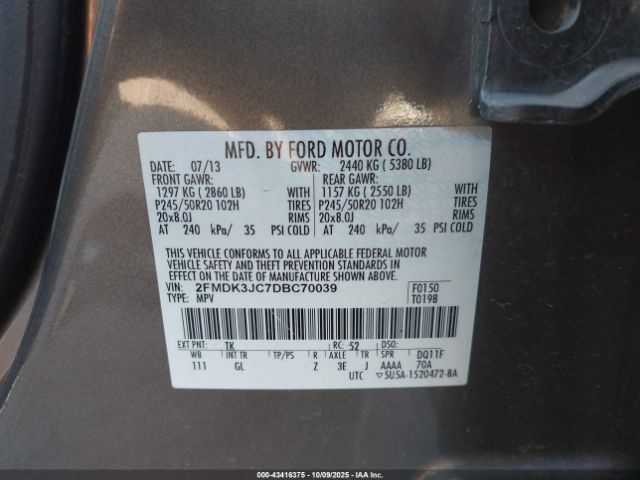 MFD. BY FORD MOTOR CO.
DATE: 07/13 GVWR: 2440 KG ( 5380 LB)
FRONT GAWR: REAR GAWR:
1297 KG ( 2860 LB) WITH 1157 KG ( 2550 LB) WITH
P245/50R20 102H TIRES P245/50R20 102H TIRES
20x8.0J RIMS 20x8.0J RIMS
AT 240 kPa/ 35 PSI COLD AT 240 kPa/ 35 PSI COLD
THIS VEHICLE CONFORMS TO ALL APPLICABLE FEDERAL MOTOR
VEHICLE SAFETY AND THEFT PREVENTION STANDARDS IN
EFFECT ON THE DATE OF MANUFACTURE SHOWN ABOVE.
VIN: 2FMDK3JC7DBC70039 F0150
TYPE: MPV T0198
EXT PNT: TK RC: 52 DSO:
WB INT TR TP/PS R AXLE TR SPR DQ11F
111 GL Z 3E J AAAA 70A
UTC ▽5U5A-1520472-BA
© 43416375 - 10/09/2025 - IAAI Inc.